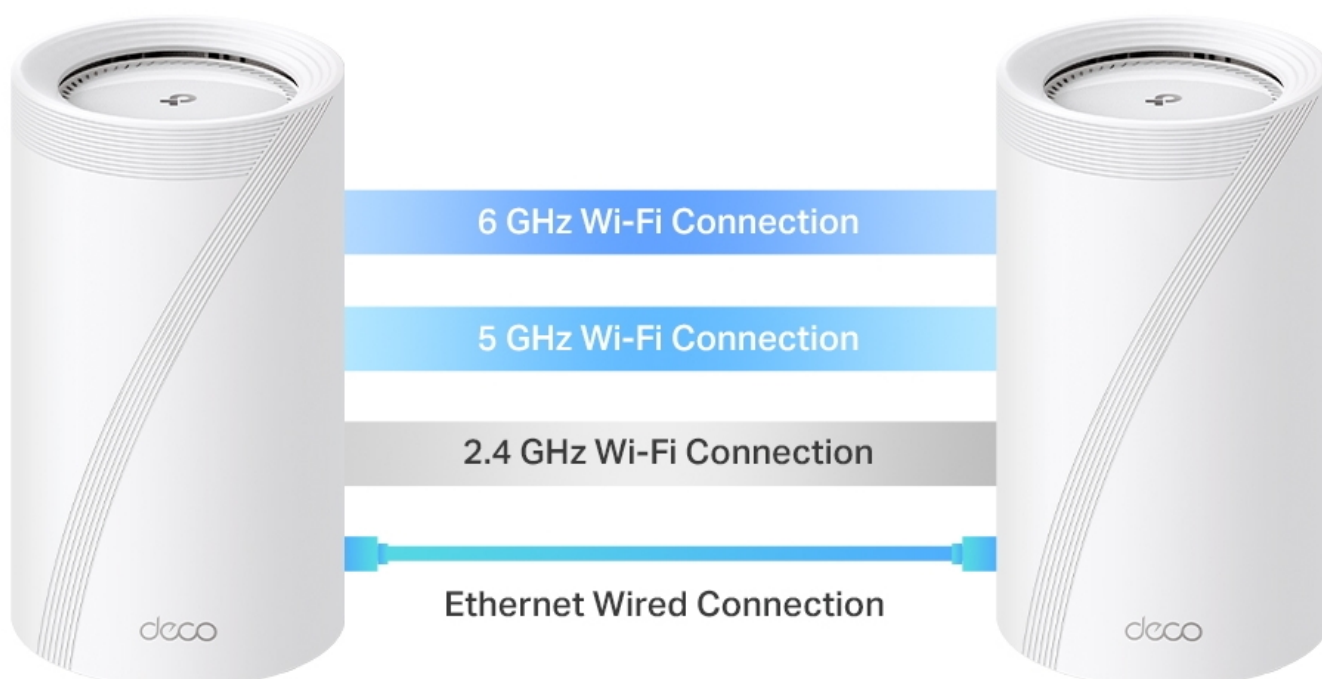 6 GHz Wi-Fi Connection
5 GHz Wi-Fi Connection
2.4 GHz Wi-Fi Connection
Ethernet Wired Connection
deco
deco